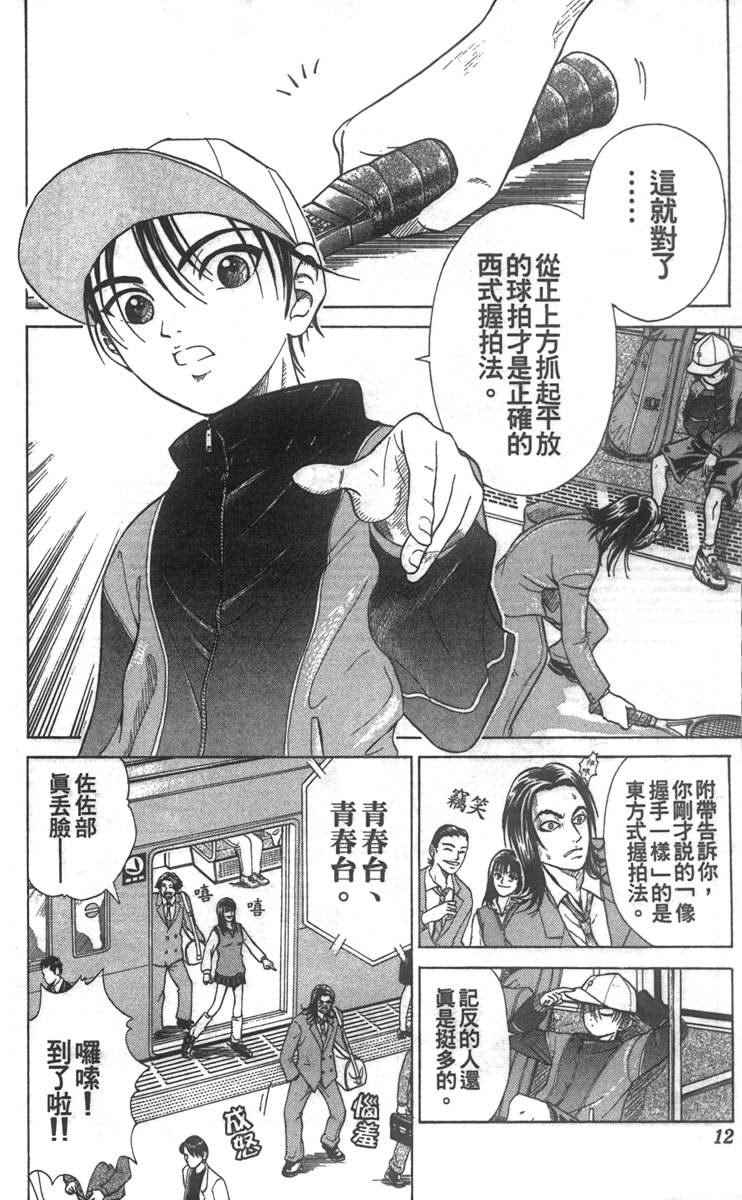 這就對了
……
從正上方抓起平放
的球拍才是正確的
西式握拍法。
附帶告訴你，
你剛才說的「像
握手一樣」的是
東方式握拍法。
竊笑
記反的人還
真是挺多的。
青春台、
青春台。
佐佐部
眞丟臉——
嘻
嘻
惱羞
成怒
囉嗦！
到了啦!!
12